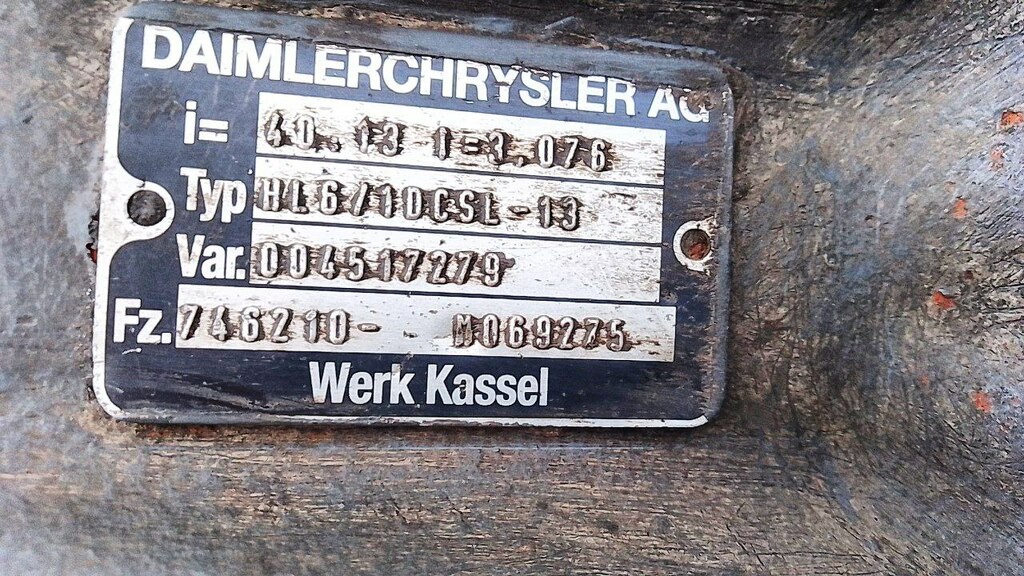 DAIMLERCHRYSLER AG
i= 40..13 I=3.076
Typ HL6/10CSL-13
Var. 004517279
Fz. 746210- M069275
Werk Kassel